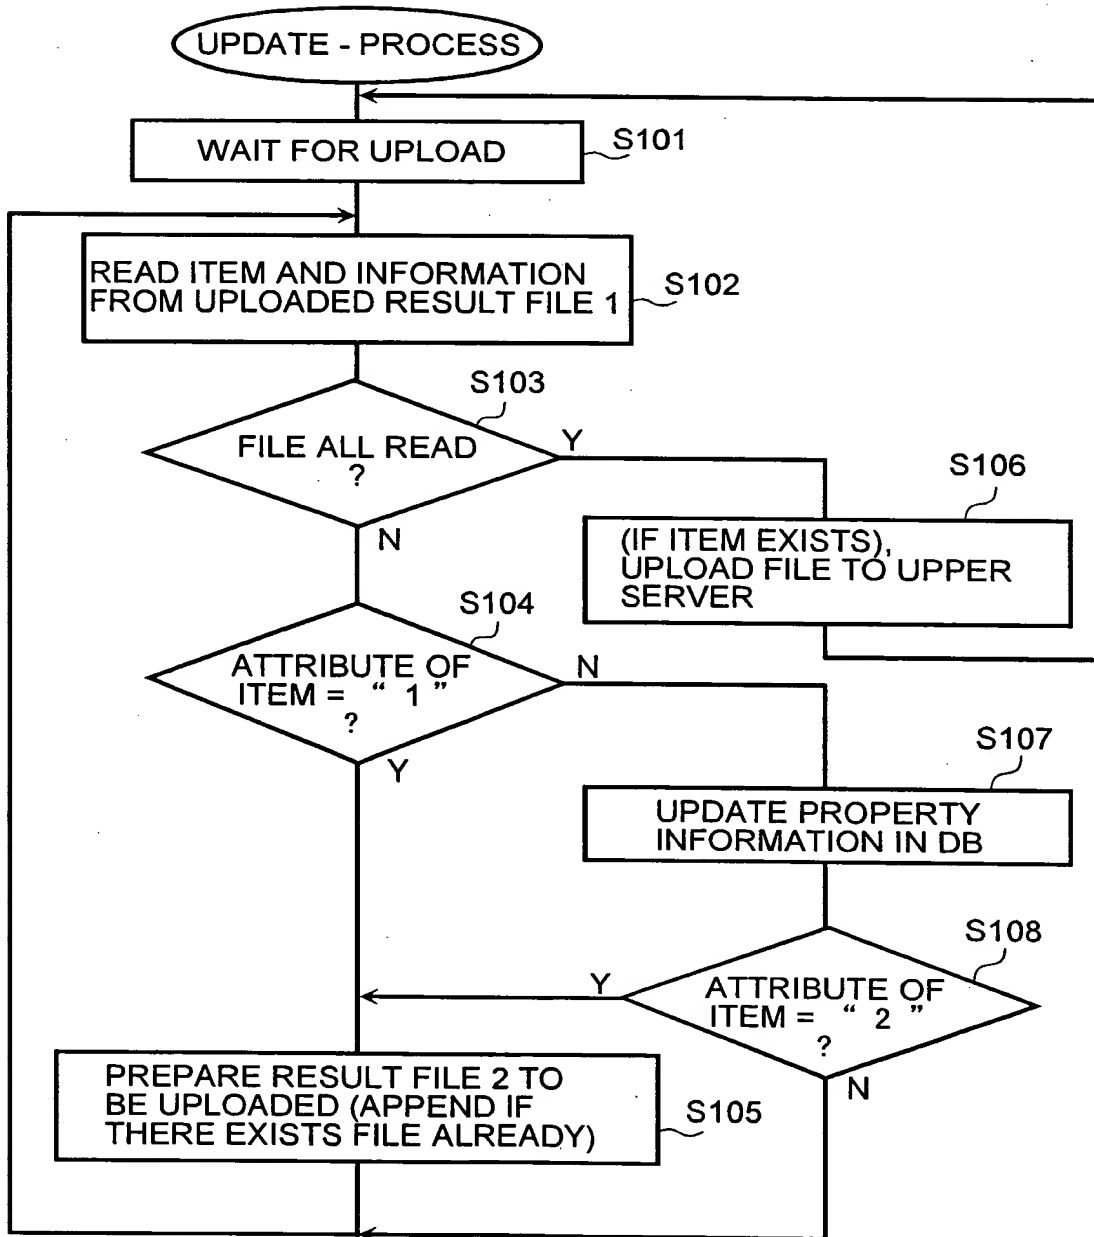 UPDATE - PROCESS
WAIT FOR UPLOAD
S101
READ ITEM AND INFORMATION
FROM UPLOADED RESULT FILE 1
S102
S103
FILE ALL READ
?
Y
N
S106
(IF ITEM EXISTS),
UPLOAD FILE TO UPPER
SERVER
S104
ATTRIBUTE OF
ITEM = “ 1 ”
?
N
Y
S107
UPDATE PROPERTY
INFORMATION IN DB
S108
ATTRIBUTE OF
ITEM = “ 2 ”
?
Y
N
PREPARE RESULT FILE 2 TO
BE UPLOADED (APPEND IF
THERE EXISTS FILE ALREADY)
S105